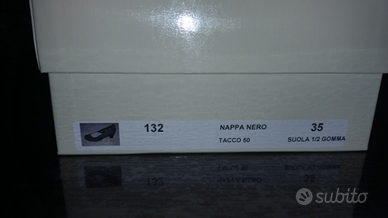 132 NAPPA NERO 35
TACCO 50 SUOLA 1/2 GOMMA
subito